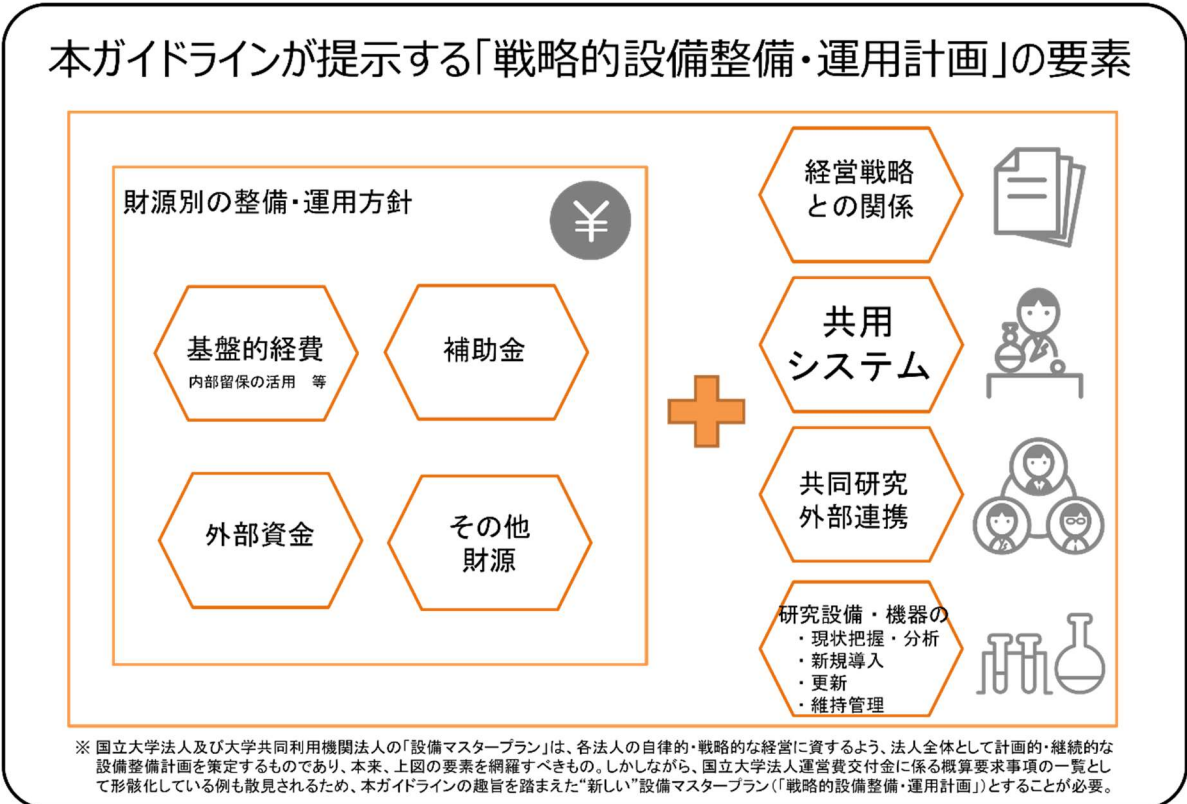 本ガイドラインが提示する「戦略的設備整備・運用計画」の要素
財源別の整備・運用方針
¥
基盤的経費
内部留保の活用　等
補助金
外部資金
その他
財源
経営戦略
との関係
共用
システム
共同研究
外部連携
研究設備・機器の
・現状把握・分析
・新規導入
・更新
・維持管理
※ 国立大学法人及び大学共同利用機関法人の「設備マスタープラン」は、各法人の自律的・戦略的な経営に資するよう、法人全体として計画的・継続的な
設備整備計画を策定するものであり、本来、上図の要素を網羅すべきもの。しかしながら、国立大学法人運営費交付金に係る概算要求事項の一覧とし
て形骸化している例も散見されるため、本ガイドラインの趣旨を踏まえた“新しい”設備マスタープラン(「戦略的設備整備・運用計画」)とすることが必要。